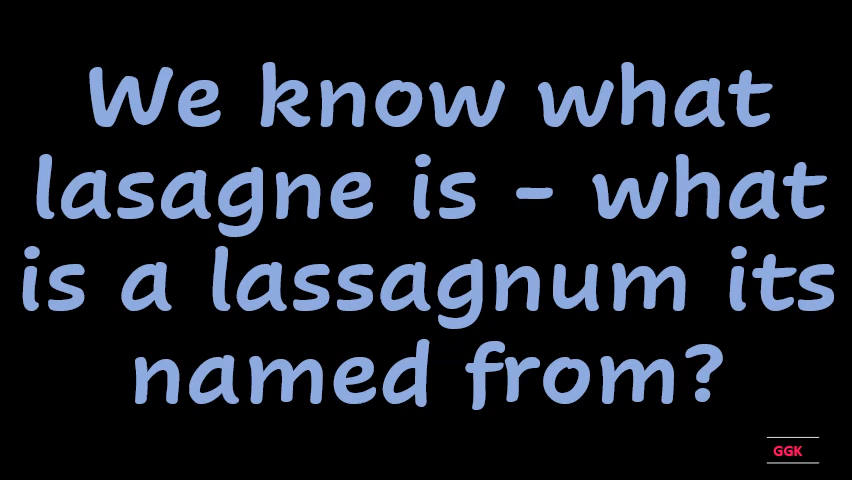 We know what
lasagne is - what
is a lassagnum its
named from?
GGK